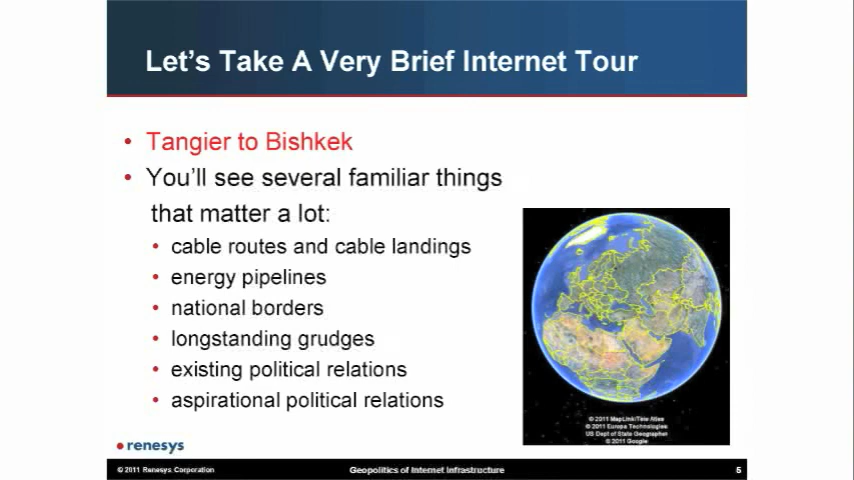 Let's Take A Very Brief Internet Tour
• Tangier to Bishkek
• You'll see several familiar things
that matter a lot:
• cable routes and cable landings
• energy pipelines
• national borders
• longstanding grudges
• existing political relations
• aspirational political relations
© 2011 MapLink/Tele Atlas
© 2011 Europa Technologies
US Dept of State Geographer
© 2011 Google
renesys
© 2011 Renesys Corporation
Geopolitics of Internet Infrastructure
5